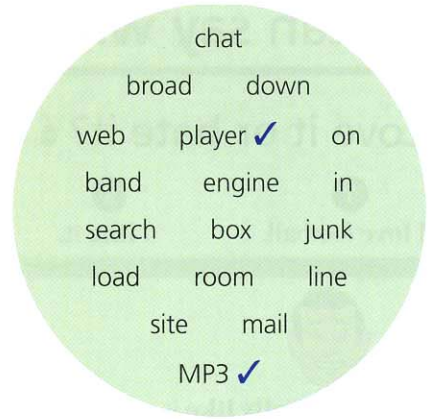 chat
broad down
web player ✓ on
band engine in
search box junk
load room line
site mail
MP3 ✓